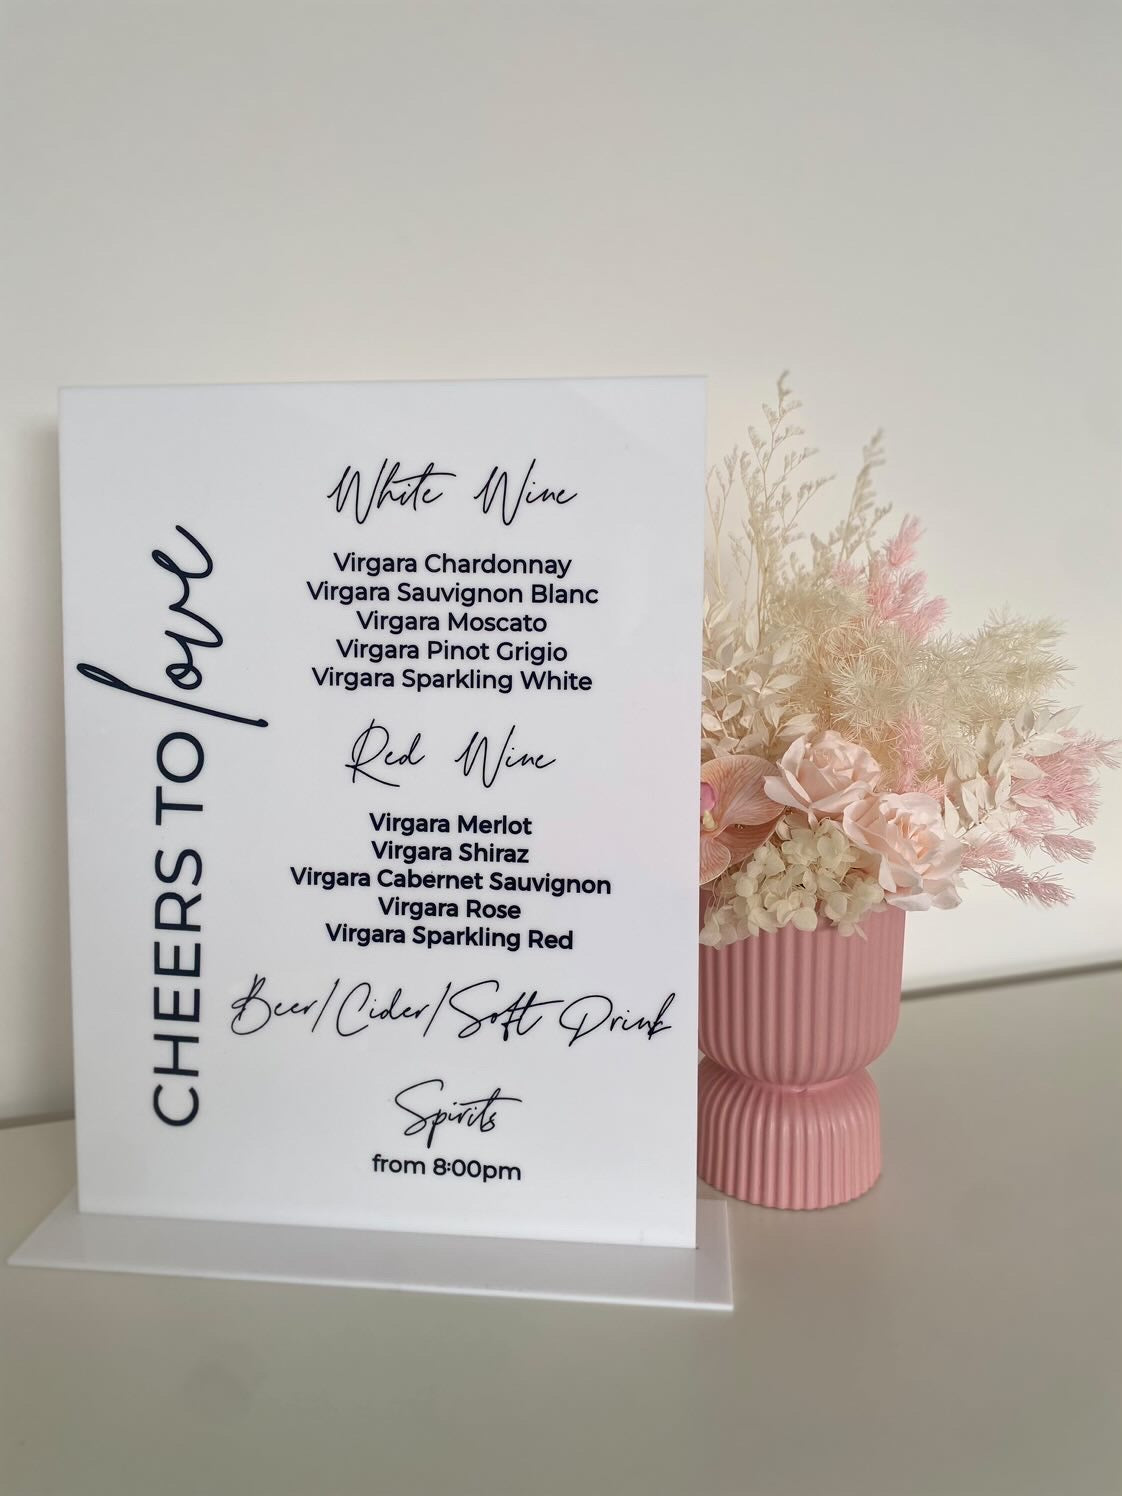 CHEERS TO love
White Wine
Virgara Chardonnay
Virgara Sauvignon Blanc
Virgara Moscato
Virgara Pinot Grigio
Virgara Sparkling White
Red Wine
Virgara Merlot
Virgara Shiraz
Virgara Cabernet Sauvignon
Virgara Rose
Virgara Sparkling Red
Beer/Cider/Soft Drink
Spirits
from 8:00pm